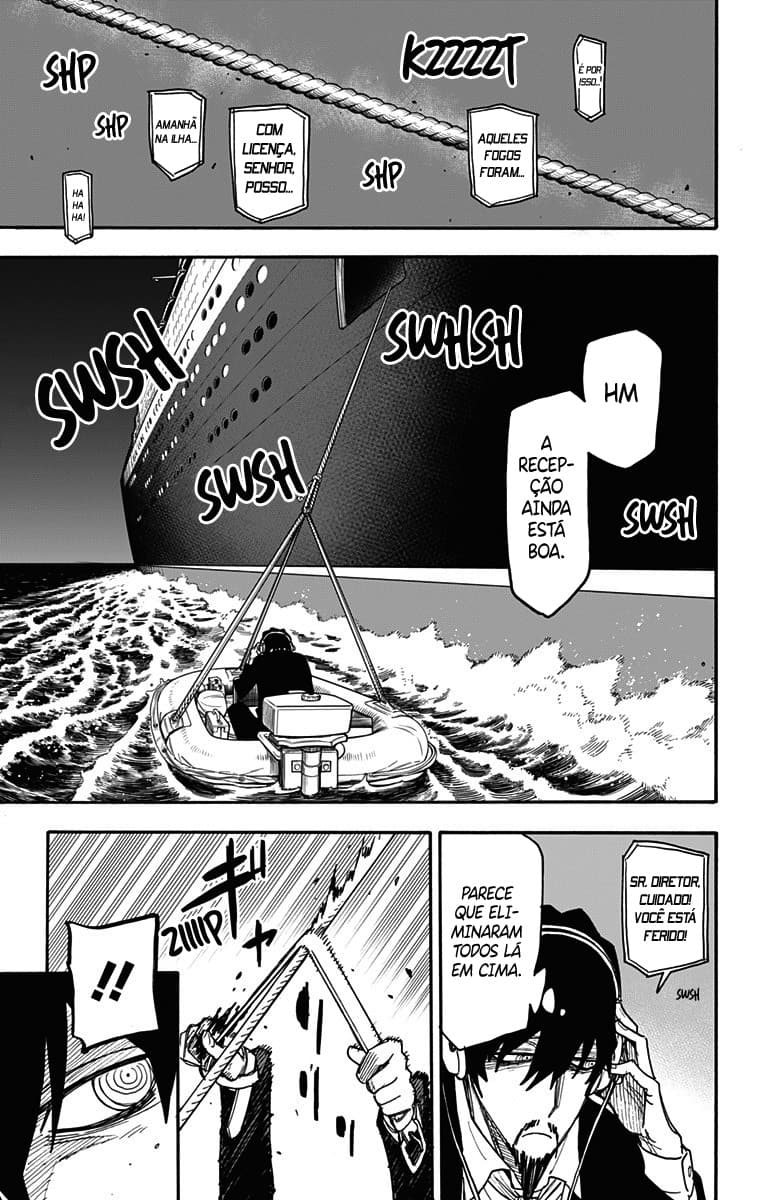 KZZZZT
É POR
ISSO...!
SHP
AMANHÃ
NA ILHA...
COM
LICENÇA,
SENHOR,
POSSO...
AQUELES
FOGOS
FORAM...
SHP
SHP
HA
HA
HA!
SWHSH
SWSH
HM
A
RECEP-
ÇÃO
AINDA
ESTÁ
BOA.
SWSH
SWSH
SR. DIRETOR,
CUIDADO!
VOCÊ ESTÁ
FERIDO!
SWSH
PARECE
QUE ELI-
MINARAM
TODOS LÁ
EM CIMA.
ZIIIIP
!!